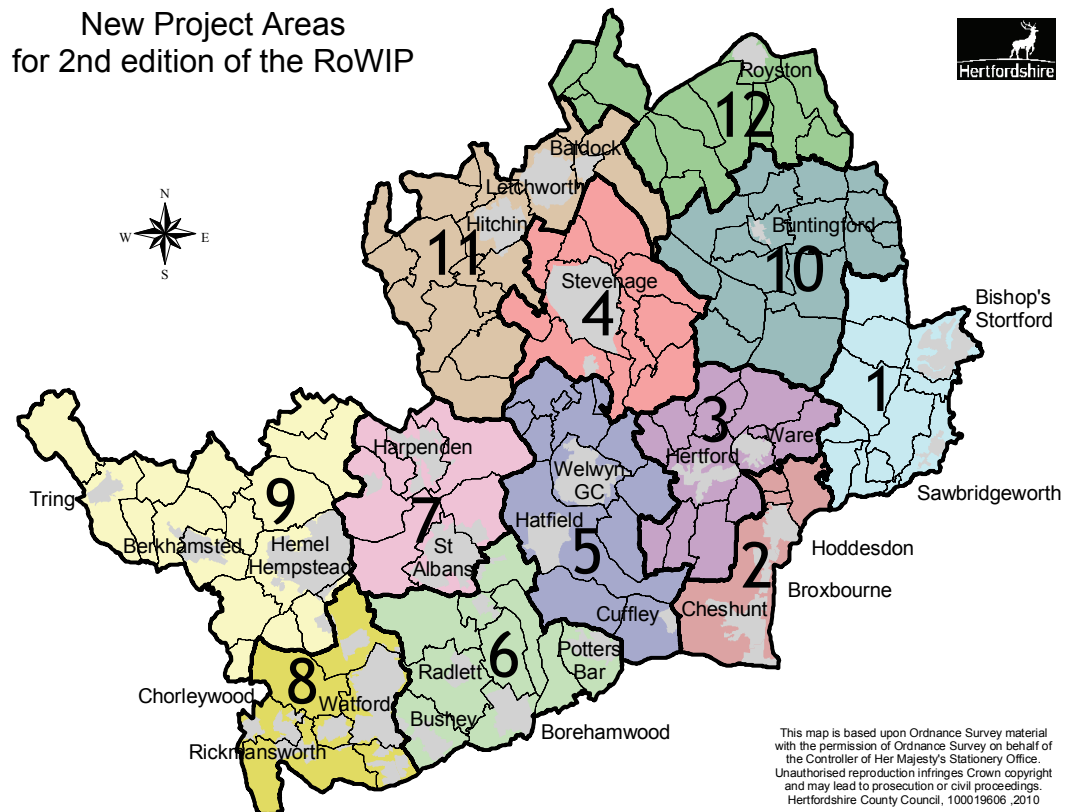 New Project Areas
for 2nd edition of the RoWIP
Hertfordshire
Royston
12
Baldock
Letchworth
Hitchin
11
Buntingford
10
Stevenage
4
Bishop's
Stortford
1
3
Ware
Hertford
Harpenden
Welwyn
GC
Tring
9
7
Sawbridgeworth
Hatfield
5
Berkhamsted
Hemel
Hempstead
St
Albans
2
Hoddesdon
Broxbourne
Cuffley
Cheshunt
6
Potters
Bar
Radlett
8
Chorleywood
Watford
Bushey
Borehamwood
Rickmansworth
N
W
E
S
This map is based upon Ordnance Survey material
with the permission of Ordnance Survey on behalf of
the Controller of Her Majesty's Stationery Office.
Unauthorised reproduction infringes Crown copyright
and may lead to prosecution or civil proceedings.
Hertfordshire County Council, 100019606 ,2010